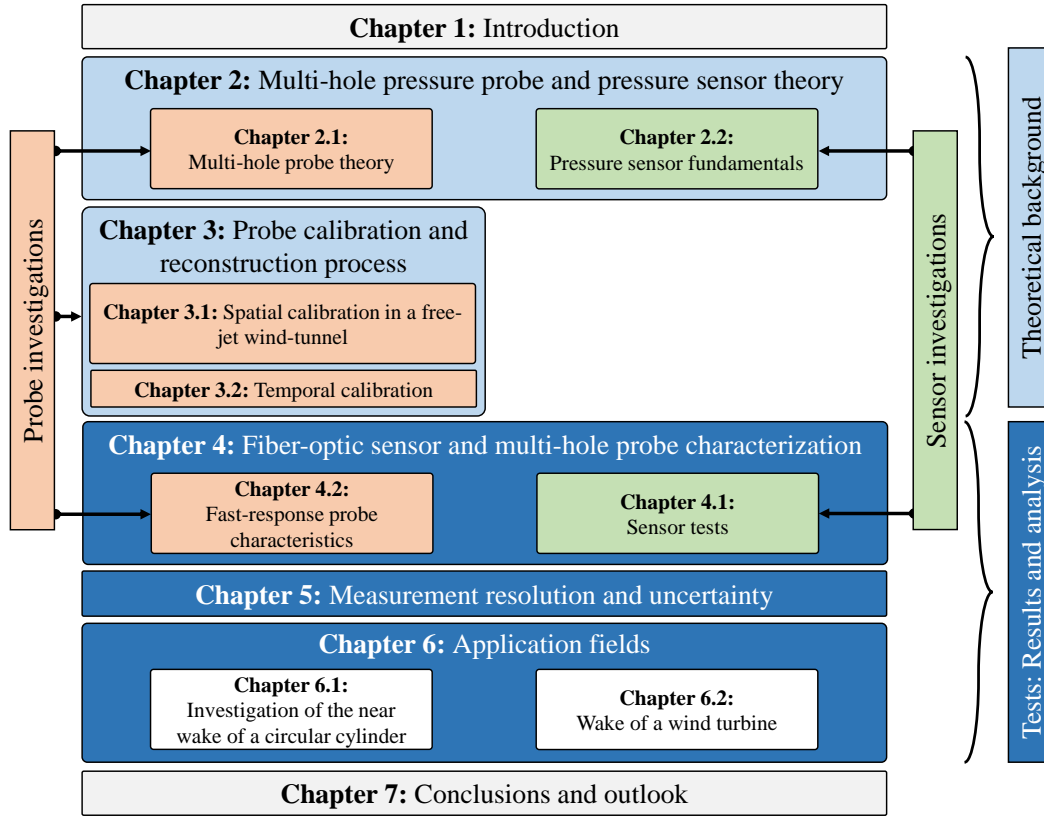 Chapter 1: Introduction
Chapter 2: Multi-hole pressure probe and pressure sensor theory
Chapter 2.1:
Multi-hole probe theory
Chapter 2.2:
Pressure sensor fundamentals
Chapter 3: Probe calibration and
reconstruction process
Chapter 3.1: Spatial calibration in a free-
jet wind-tunnel
Chapter 3.2: Temporal calibration
Chapter 4: Fiber-optic sensor and multi-hole probe characterization
Chapter 4.2:
Fast-response probe
characteristics
Chapter 4.1:
Sensor tests
Chapter 5: Measurement resolution and uncertainty
Chapter 6: Application fields
Chapter 6.1:
Investigation of the near
wake of a circular cylinder
Chapter 6.2:
Wake of a wind turbine
Chapter 7: Conclusions and outlook
Probe investigations
Sensor investigations
Theoretical background
Tests: Results and analysis